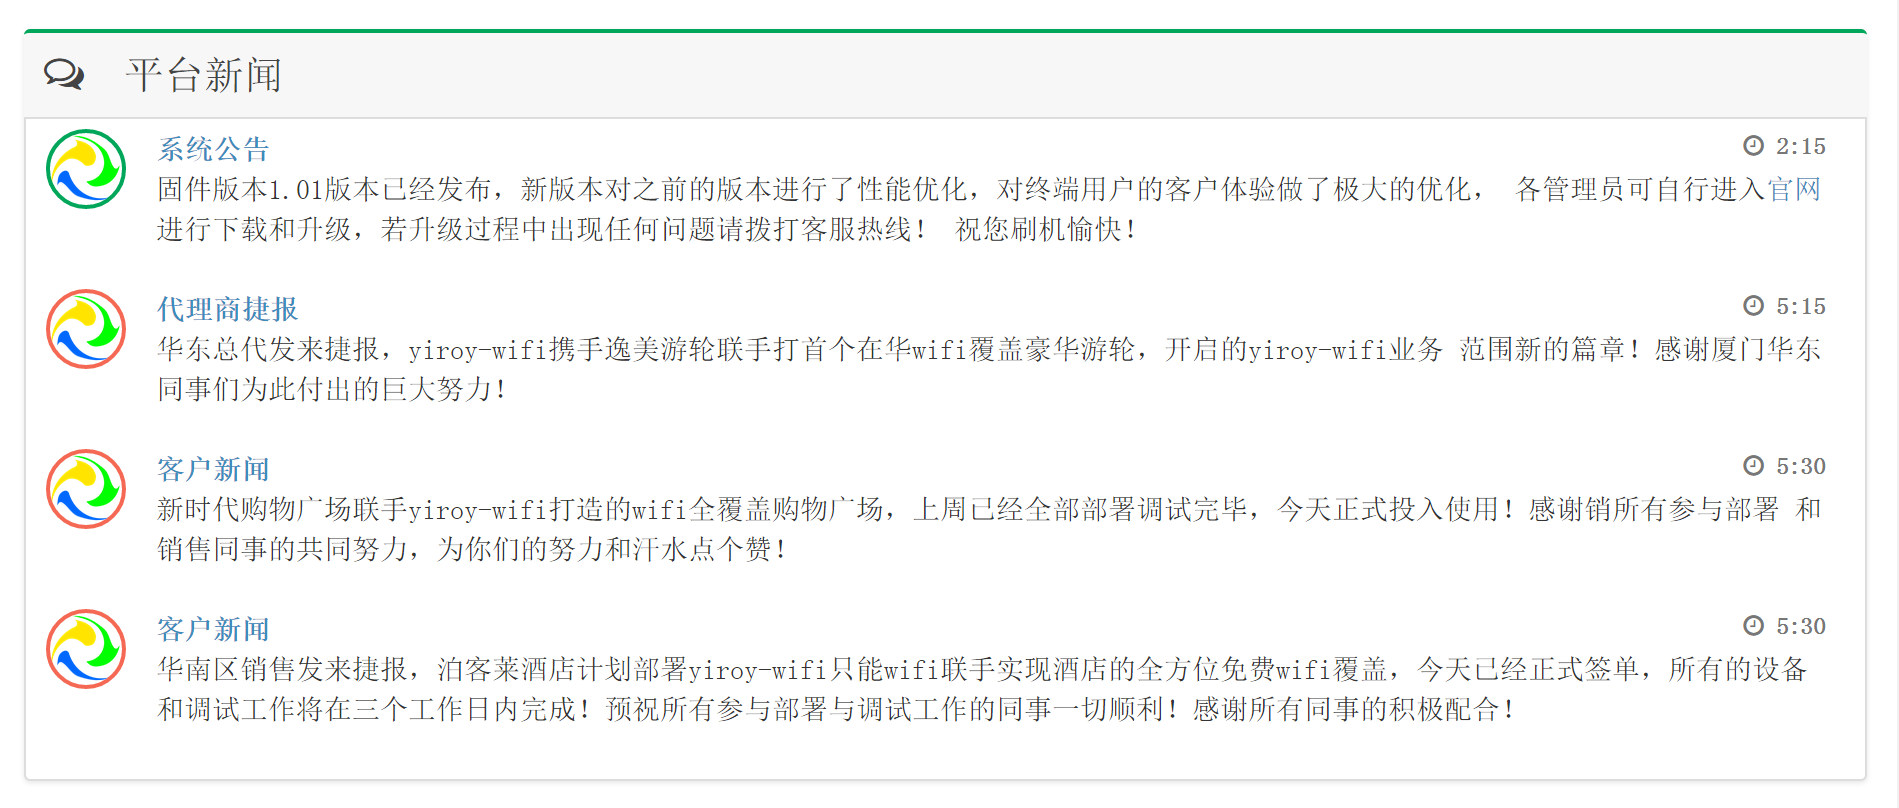 平台新闻
系统公告 2:15
固件版本1.01版本已经发布，新版本对之前的版本进行了性能优化，对终端用户的客户体验做了极大的优化， 各管理员可自行进入官网
进行下载和升级，若升级过程中出现任何问题请拨打客服热线！ 祝您刷机愉快！
代理商捷报 5:15
华东总代发来捷报，yiroy-wifi携手逸美游轮联手打首个在华wifi覆盖豪华游轮，开启的yiroy-wifi业务 范围新的篇章！感谢厦门华东
同事们为此付出的巨大努力！
客户新闻 5:30
新时代购物广场联手yiroy-wifi打造的wifi全覆盖购物广场，上周已经全部部署调试完毕，今天正式投入使用！感谢销所有参与部署 和
销售同事的共同努力，为你们的努力和汗水点个赞！
客户新闻 5:30
华南区销售发来捷报，泊客莱酒店计划部署yiroy-wifi只能wifi联手实现酒店的全方位免费wifi覆盖，今天已经正式签单，所有的设备
和调试工作将在三个工作日内完成！预祝所有参与部署与调试工作的同事一切顺利！感谢所有同事的积极配合！